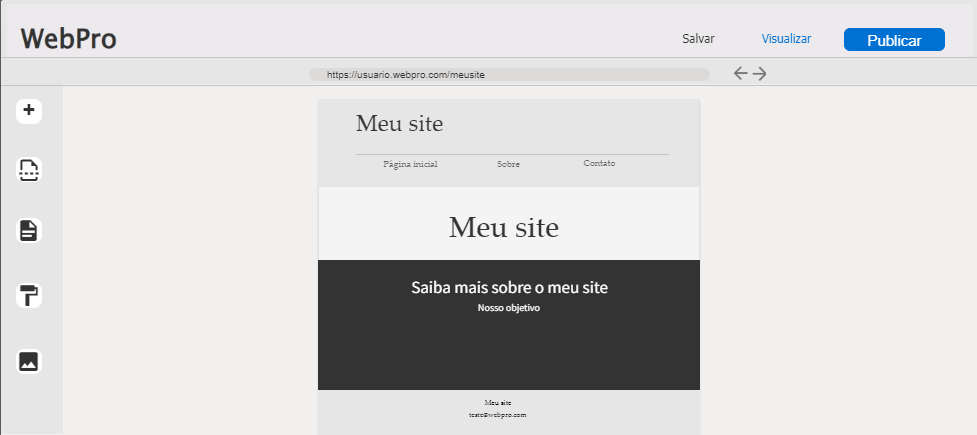 WebPro
Salvar
Visualizar
Publicar
https://usuario.webpro.com/meusite
Meu site
Página inicial
Sobre
Contato
Meu site
Saiba mais sobre o meu site
Nosso objetivo
Meu site
teste@webpro.com